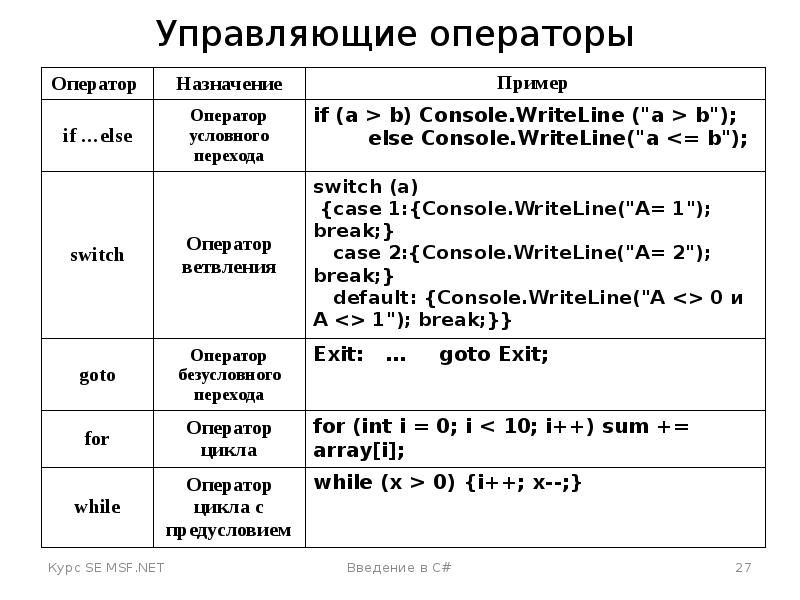 Управляющие операторы
Оператор
Назначение
Пример
if …else
Оператор
условного
перехода
if (a > b) Console.WriteLine ("a > b");
else Console.WriteLine("a <= b");
switch
Оператор
ветвления
switch (a)
{case 1:{Console.WriteLine("A= 1");
break;}
case 2:{Console.WriteLine("A= 2");
break;}
default: {Console.WriteLine("A <> 0 и
A <> 1"); break;}}
goto
Оператор
безусловного
перехода
Exit: … goto Exit;
for
Оператор
цикла
for (int i = 0; i < 10; i++) sum +=
array[i];
while
Оператор
цикла с
предусловием
while (x > 0) {i++; x--;}
Курс SE MSF.NET
Введение в C#
27